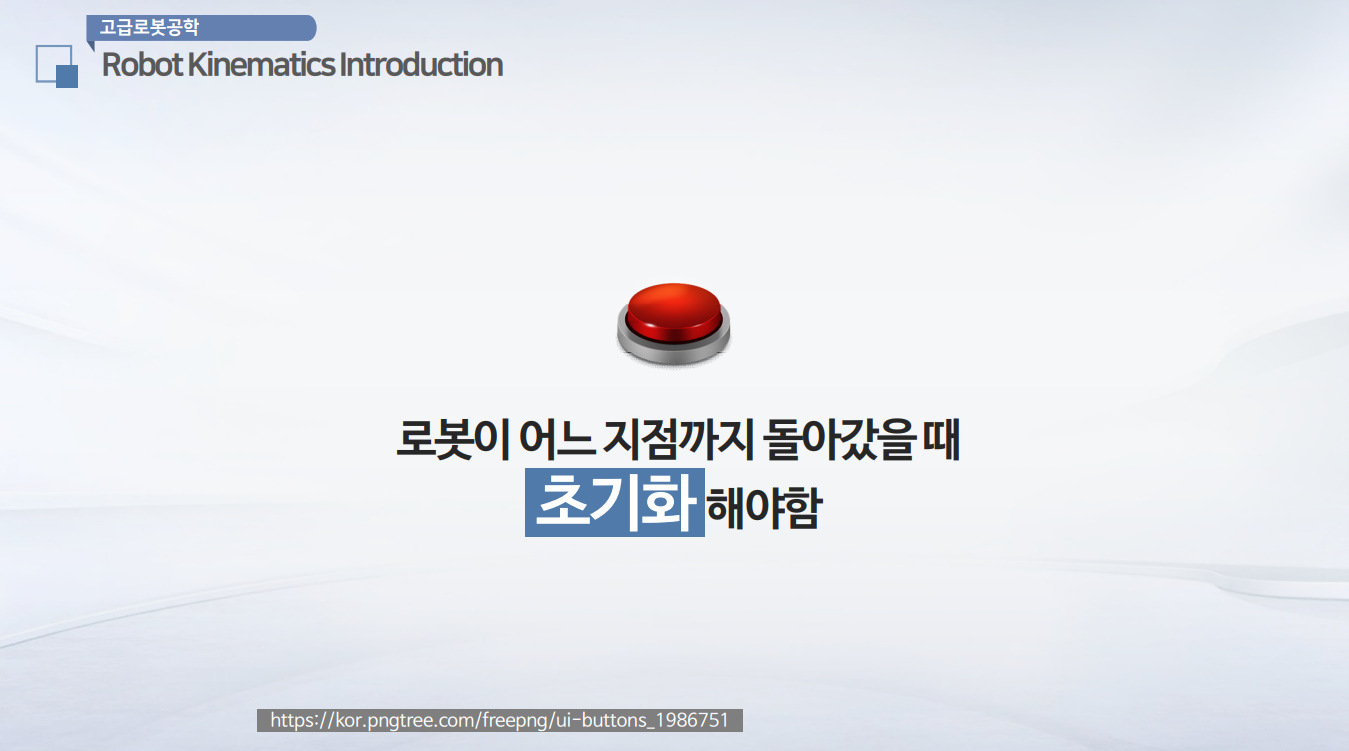 고급로봇공학
Robot Kinematics Introduction
로봇이 어느 지점까지 돌아갔을 때
초기화 해야함
https://kor.pngtree.com/freepng/ui-buttons_1986751